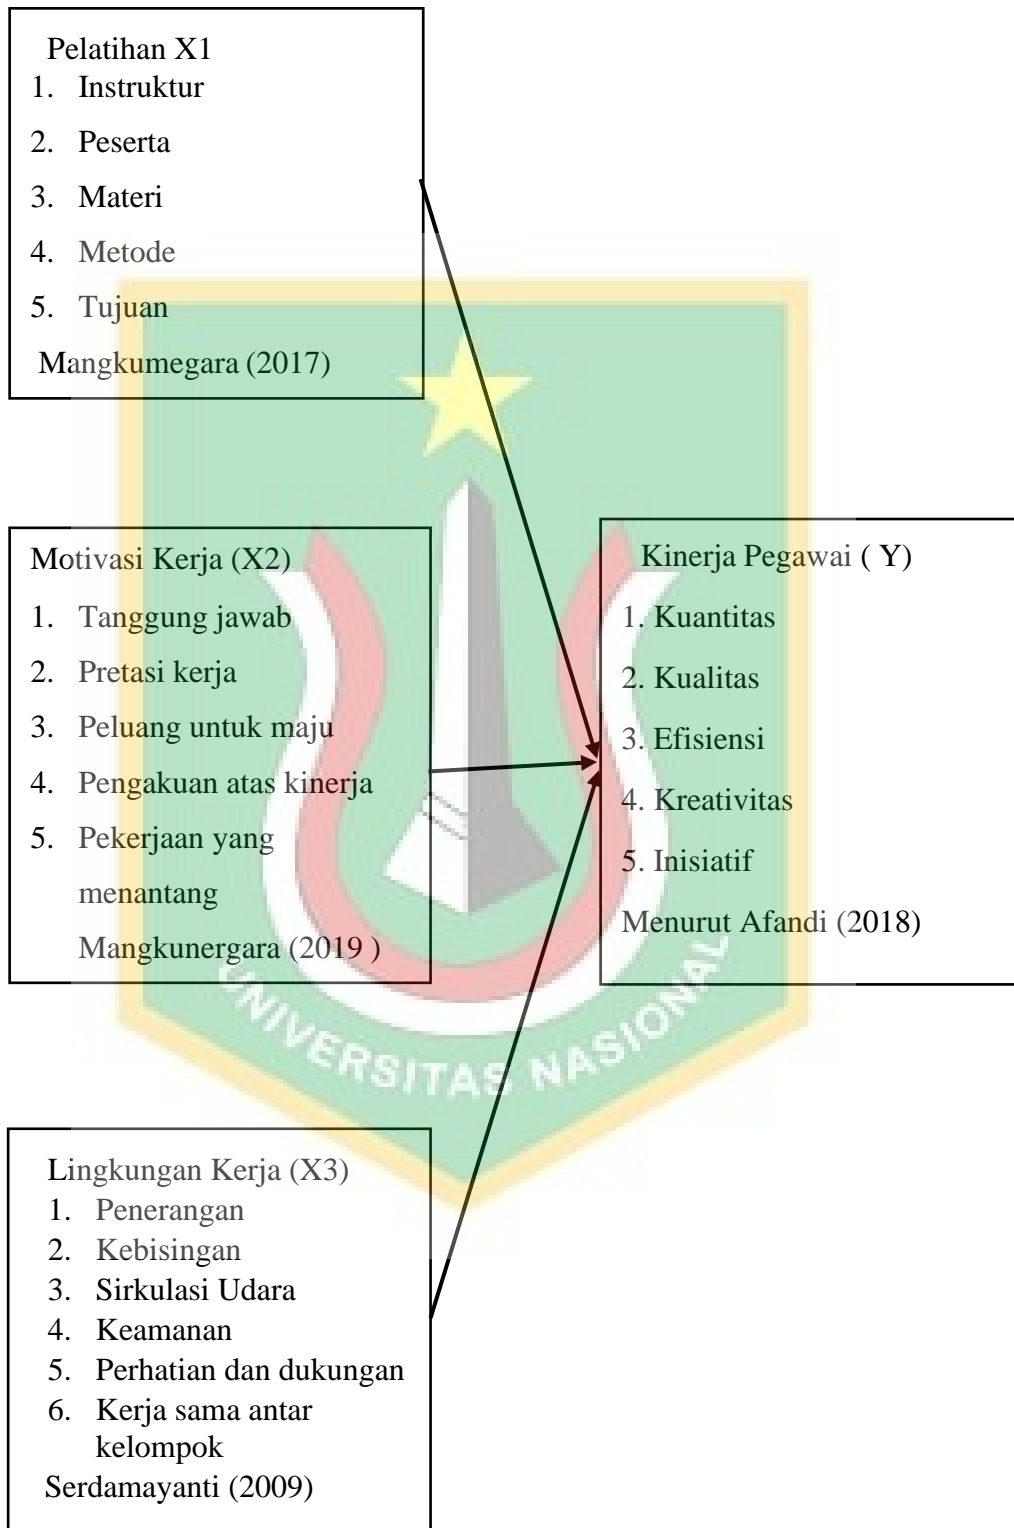 Pelatihan X1
1. Instruktur
2. Peserta
3. Materi
4. Metode
5. Tujuan
Mangkumegara (2017)
Motivasi Kerja (X2)
1. Tanggung jawab
2. Pretasi kerja
3. Peluang untuk maju
4. Pengakuan atas kinerja
5. Pekerjaan yang
menantang
Mangkunergara (2019 )
Kinerja Pegawai ( Y)
1. Kuantitas
2. Kualitas
3. Efisiensi
4. Kreativitas
5. Inisiatif
Menurut Afandi (2018)
UNIVERSITAS NASIONAL
Lingkungan Kerja (X3)
1. Penerangan
2. Kebisingan
3. Sirkulasi Udara
4. Keamanan
5. Perhatian dan dukungan
6. Kerja sama antar
kelompok
Serdamayanti (2009)